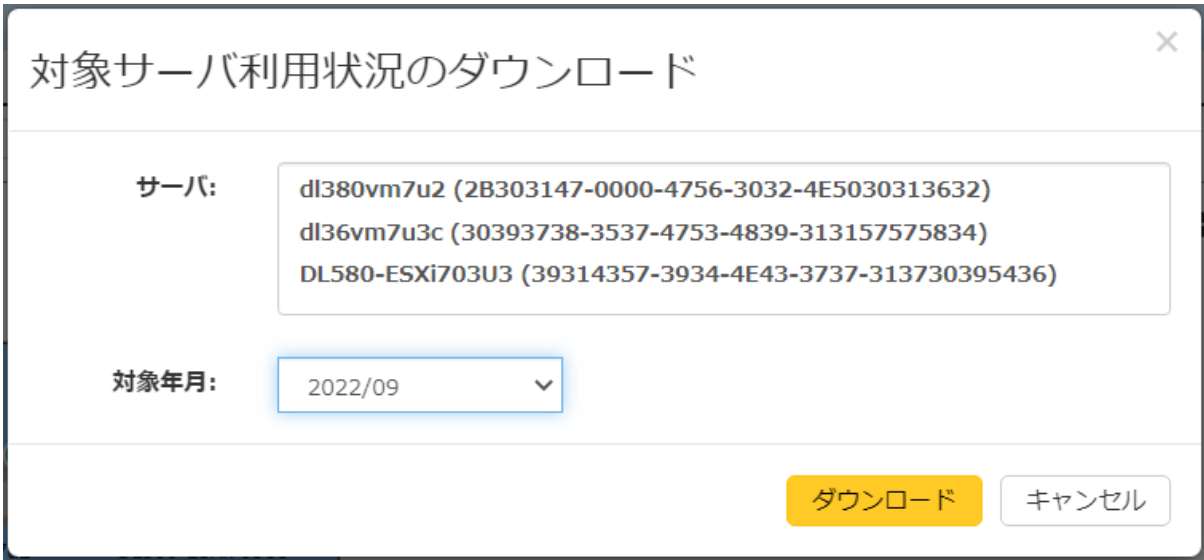 対象サーバ利用状況のダウンロード
×
サーバ:
dl380vm7u2 (2B303147-0000-4756-3032-4E5030313632)
dl36vm7u3c (30393738-3537-4753-4839-313157575834)
DL580-ESXi703U3 (39314357-3934-4E43-3737-313730395436)
対象年月:
2022/09
ダウンロード
キャンセル